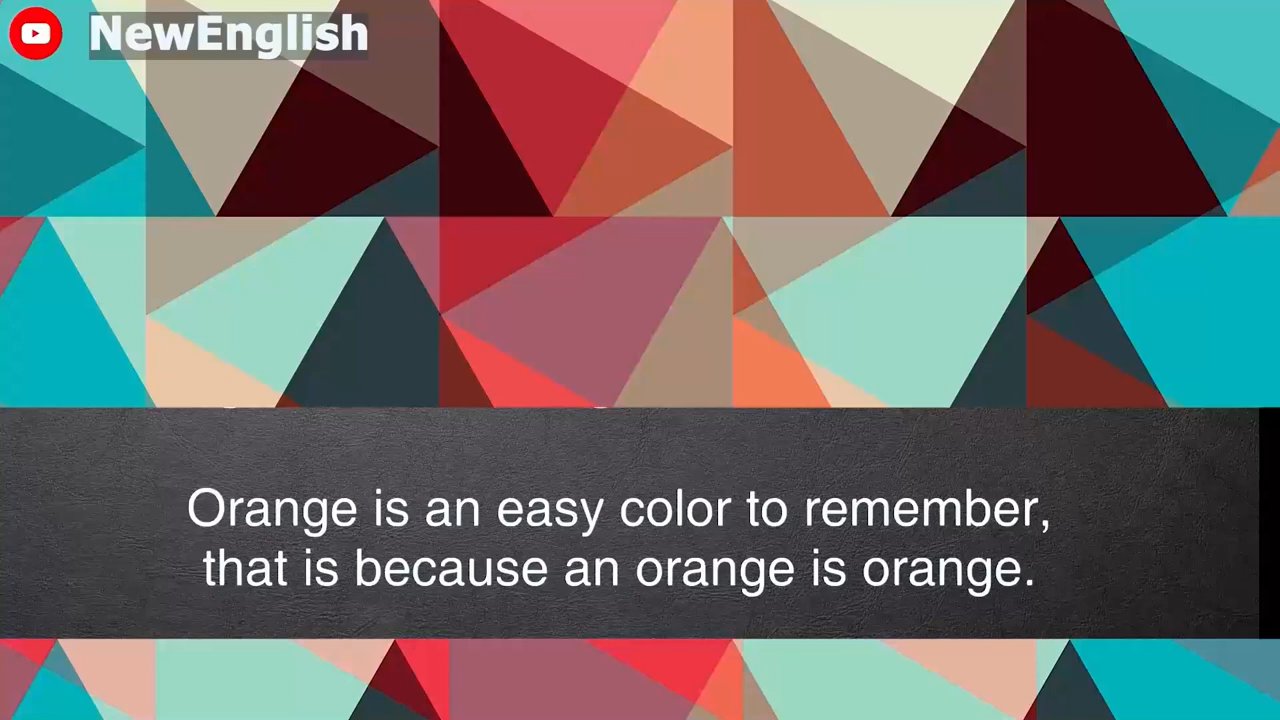 NewEnglish
Orange is an easy color to remember,
that is because an orange is orange.